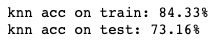 knn acc on train: 84.33%
knn acc on test: 73.16%